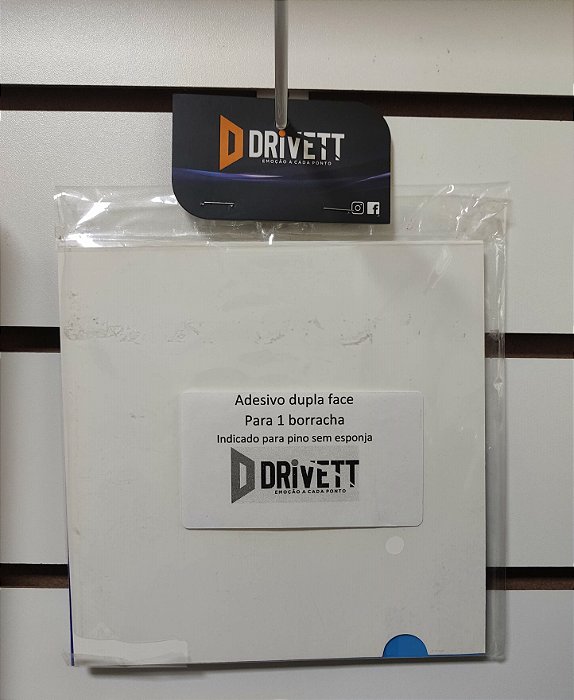 DRIVETT
EMOÇÃO A CADA PONTO
Adesivo dupla face
Para 1 borracha
Indicado para pino sem esponja
DRIVETT
EMOÇÃO A CADA PONTO